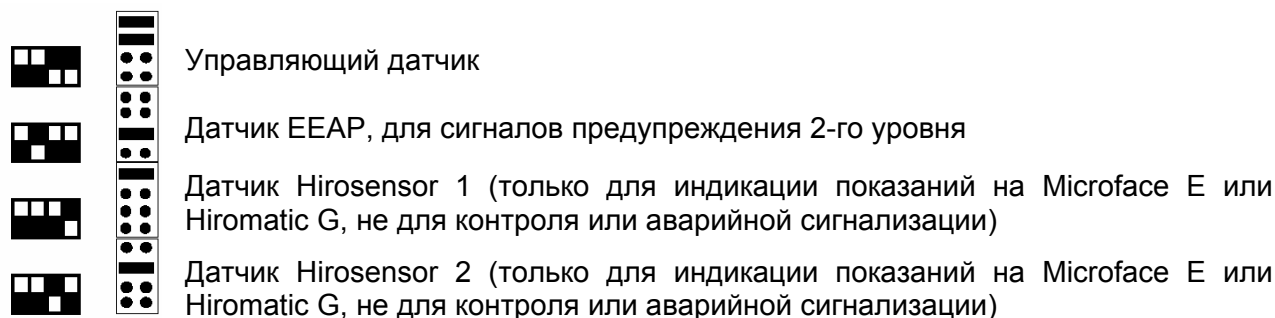 Управляющий датчик
Датчик EEAP, для сигналов предупреждения 2-го уровня
Датчик Hirosensor 1 (только для индикации показаний на Microface E или
Hiromatic G, не для контроля или аварийной сигнализации)
Датчик Hirosensor 2 (только для индикации показаний на Microface E или
Hiromatic G, не для контроля или аварийной сигнализации)